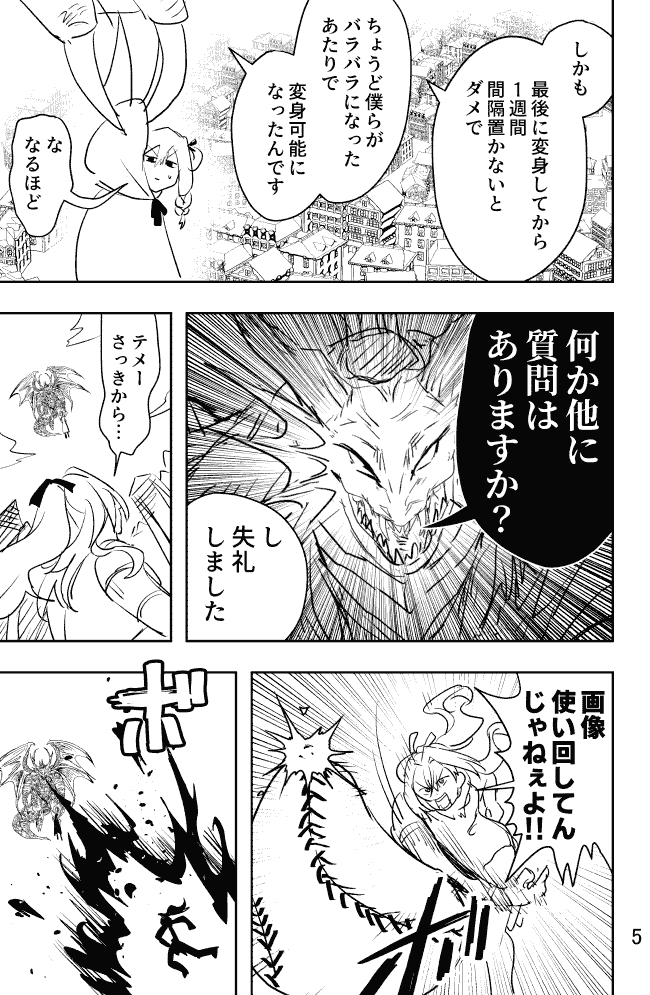 しかも
最後に変身してから
1週間
間隔置かないと
ダメで
ちょうど僕らが
バラバラになった
あたりで
変身可能に
なったんです
な
なるほど
何か他に
質問は
ありますか?
し
失礼
しました
テメー
さっきから…
画像
使い回してん
じゃねぇよ!!
ボ
5